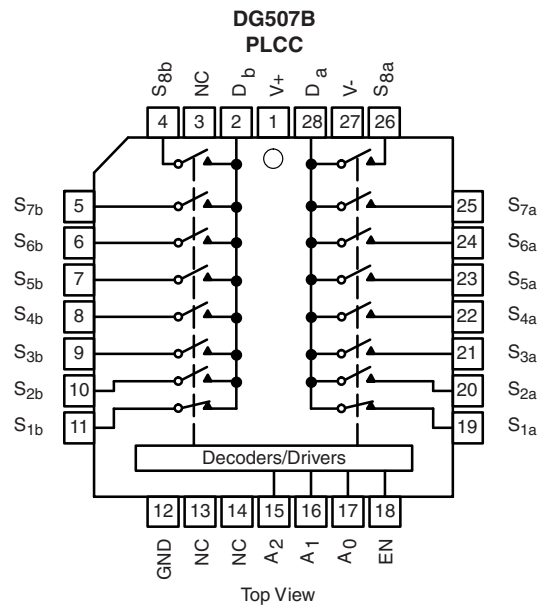 DG507B
PLCC
S8b NC Db V+ Da V- S8a
4 3 2 1 28 27 26
S7b 5 25 S7a
S6b 6 24 S6a
S5b 7 23 S5a
S4b 8 22 S4a
S3b 9 21 S3a
S2b 10 20 S2a
S1b 11 19 S1a
Decoders/Drivers
12 13 14 15 16 17 18
GND NC NC A2 A1 A0 EN
Top View